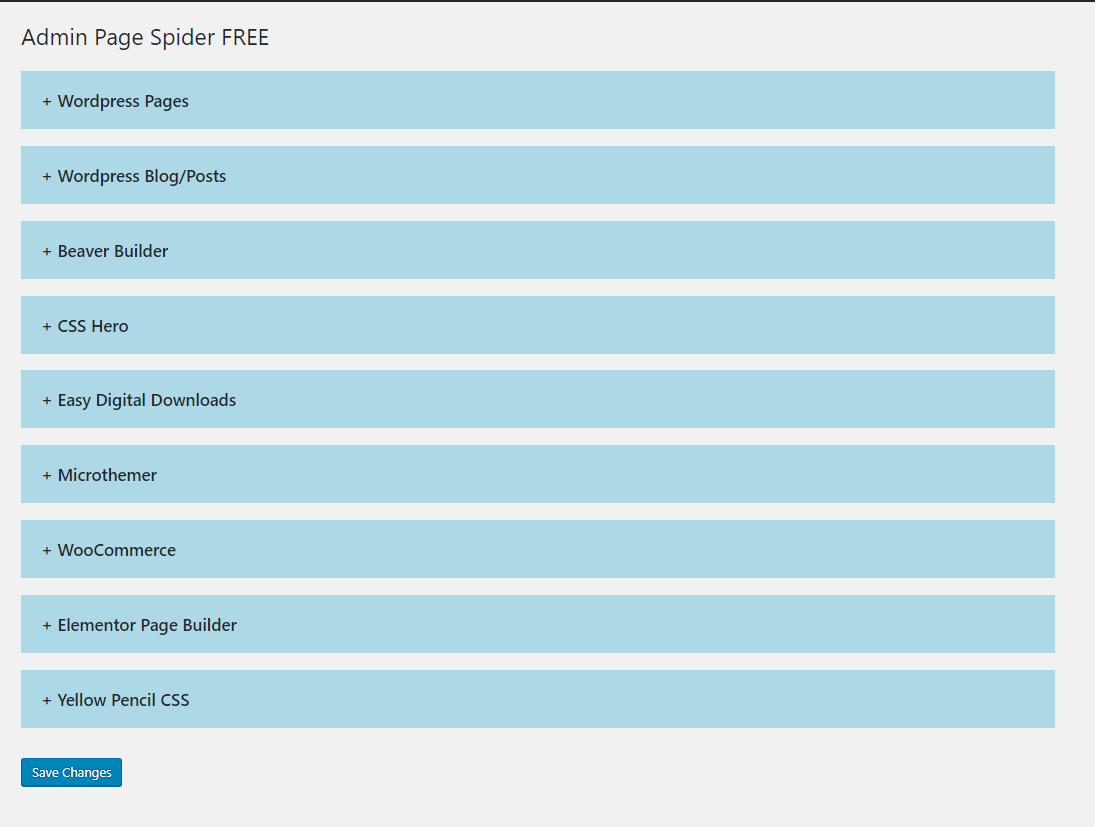 Admin Page Spider FREE
+ Wordpress Pages
+ Wordpress Blog/Posts
+ Beaver Builder
+ CSS Hero
+ Easy Digital Downloads
+ Microthemer
+ WooCommerce
+ Elementor Page Builder
+ Yellow Pencil CSS
Save Changes